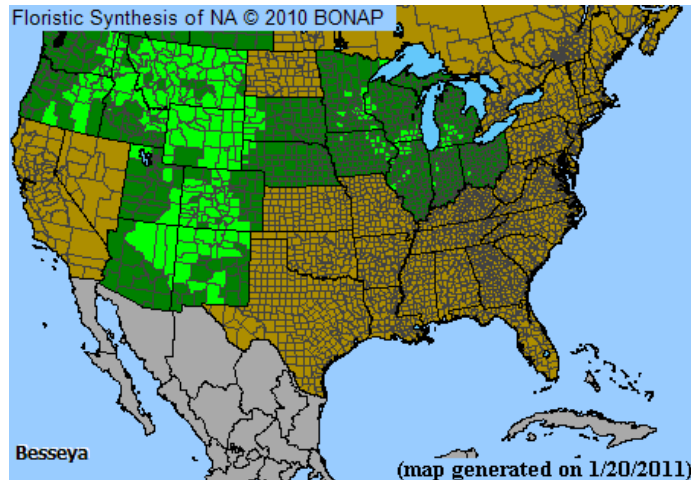 Floristic Synthesis of NA © 2010 BONAP
Besseya
(map generated on 1/20/2011)